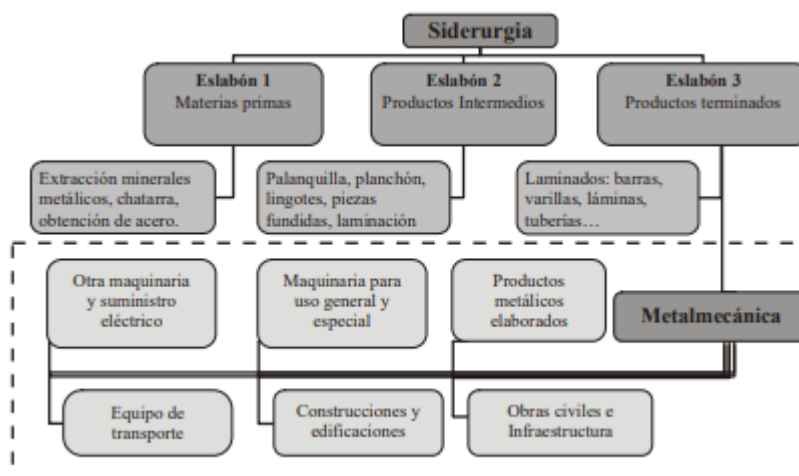 Siderurgia
Eslabón 1
Materias primas
Eslabón 2
Productos Intermedios
Eslabón 3
Productos terminados
Extracción minerales
metálicos, chatarra,
obtención de acero.
Palanquilla, planchón,
lingotes, piezas
fundidas, laminación
Laminados: barras,
varillas, láminas,
tuberías…
Otra maquinaria
y suministro
eléctrico
Maquinaria para
uso general y
especial
Productos
metálicos
elaborados
Metalmecánica
Equipo de
transporte
Construcciones y
edificaciones
Obras civiles e
Infraestructura